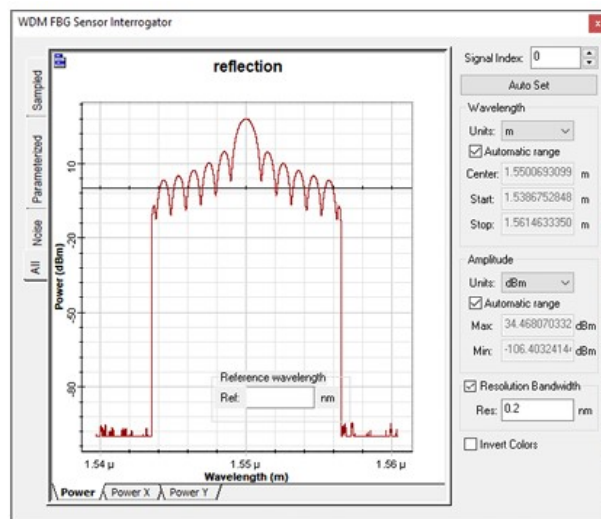 WDM FBG Sensor Interrogator
x
reflection
Sampled
Parameterized
Noise
All
Power (dBm)
10
-20
-50
-80
Reference wavelength
Ref:
nm
1.54 µ
1.55 µ
1.56 µ
Wavelength (m)
Power
Power X
Power Y
Signal Index: 0
Auto Set
Wavelength
Units: m
Automatic range
Center: 1.5500693099 m
Start: 1.5386752848 m
Stop: 1.5614633350 m
Amplitude
Units: dBm
Automatic range
Max: 34.468070332 dBm
Min: -106.4032414 dBm
Resolution Bandwidth
Res: 0.2 nm
Invert Colors